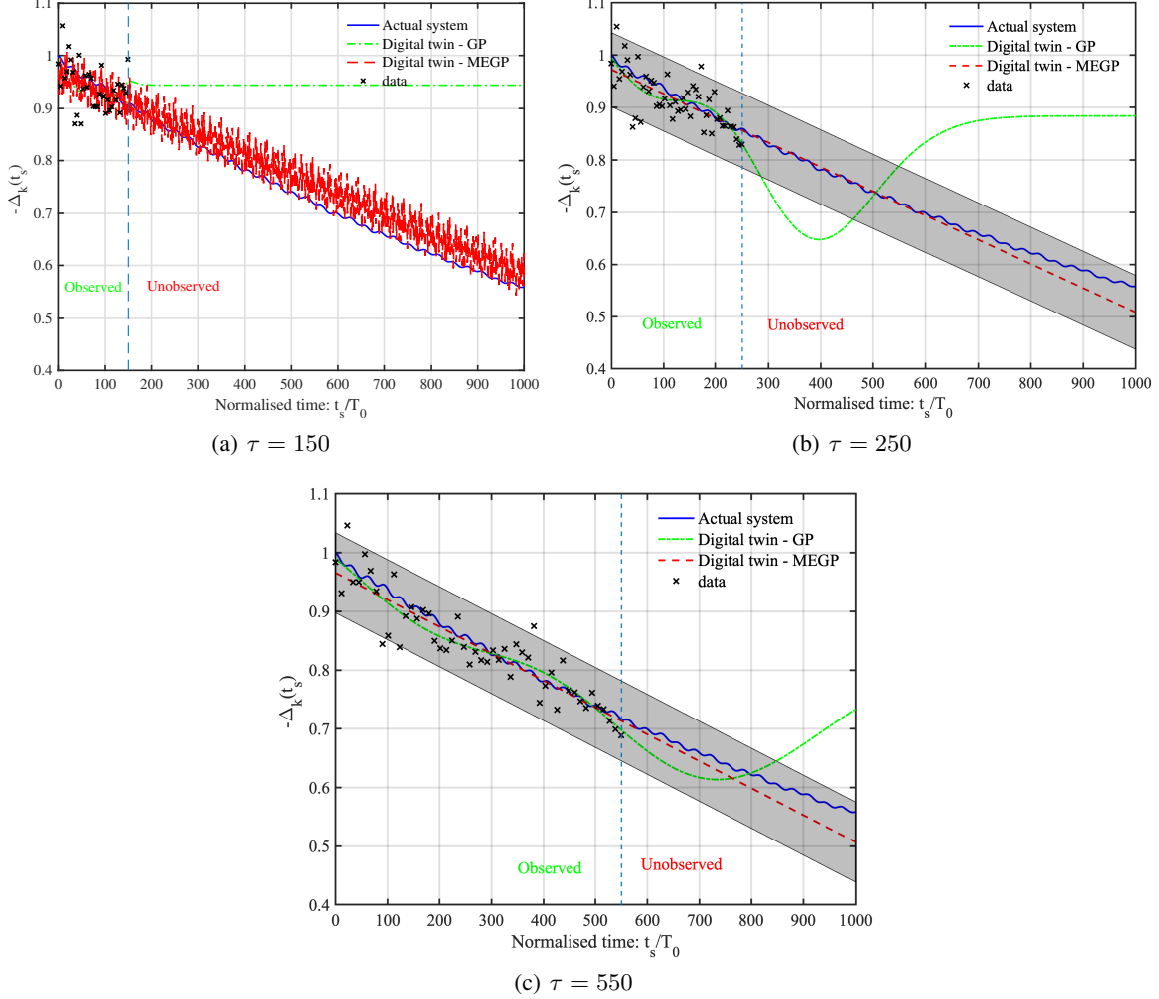 1.1
1
0.9
0.8
0.7
0.6
0.5
0.4
-Δk(ts)
Actual system
Digital twin - GP
Digital twin - MEGP
data
Observed
Unobserved
0 100 200 300 400 500 600 700 800 900 1000
Normalised time: ts/T0
(a) τ = 150
1.1
1
0.9
0.8
0.7
0.6
0.5
0.4
-Δk(ts)
Actual system
Digital twin - GP
Digital twin - MEGP
data
Observed
Unobserved
0 100 200 300 400 500 600 700 800 900 1000
Normalised time: ts/T0
(b) τ = 250
1.1
1
0.9
0.8
0.7
0.6
0.5
0.4
-Δk(ts)
Actual system
Digital twin - GP
Digital twin - MEGP
data
Observed
Unobserved
0 100 200 300 400 500 600 700 800 900 1000
Normalised time: ts/T0
(c) τ = 550